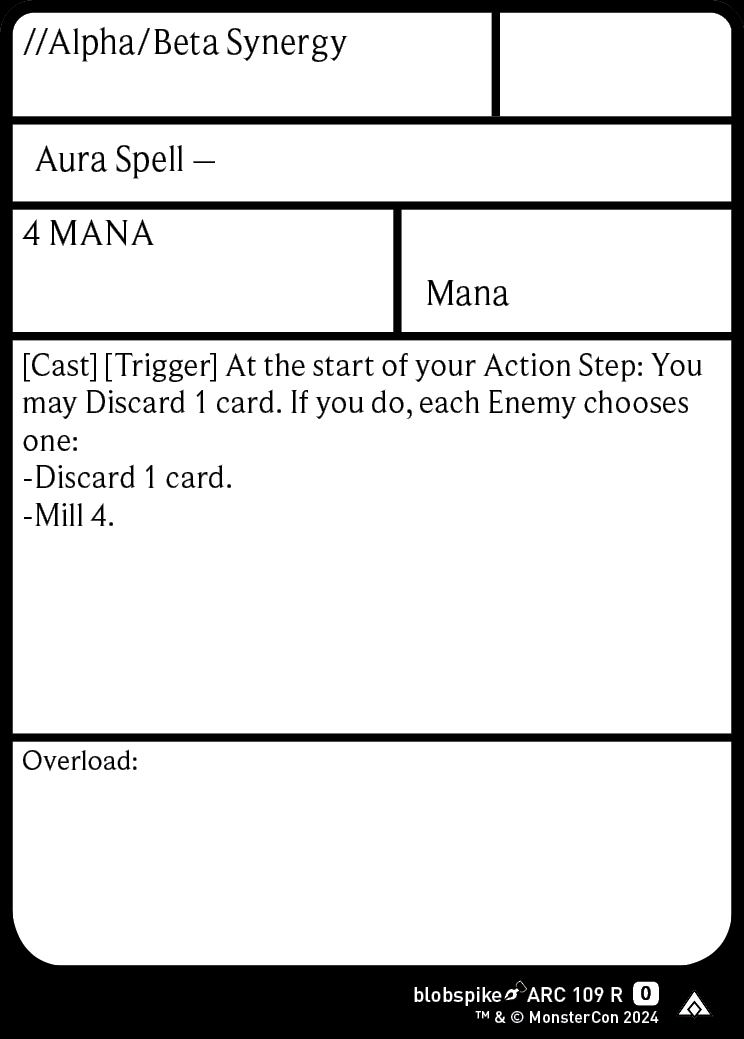 //Alpha/Beta Synergy
Aura Spell –
4 MANA
Mana
[Cast] [Trigger] At the start of your Action Step: You
may Discard 1 card. If you do, each Enemy chooses
one:
-Discard 1 card.
-Mill 4.
Overload:
blobspike ARC 109 R 0
™ & © MonsterCon 2024